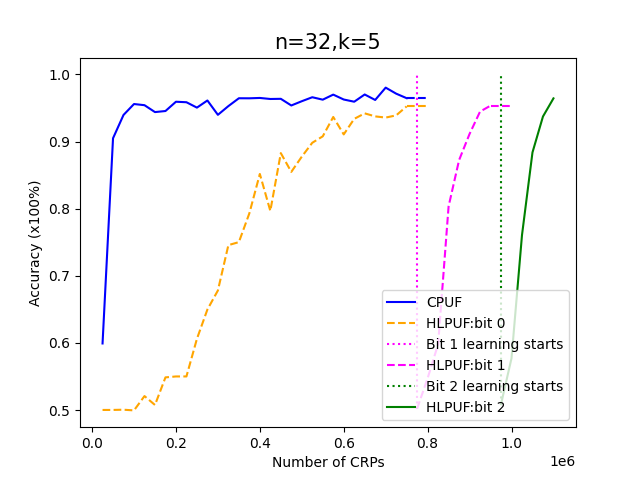 n=32,k=5
Accuracy (x100%)
1.0
0.9
0.8
0.7
0.6
0.5
CPUF
HLPUF:bit 0
Bit 1 learning starts
HLPUF:bit 1
Bit 2 learning starts
HLPUF:bit 2
0.0 0.2 0.4 0.6 0.8 1.0
1e6
Number of CRPs